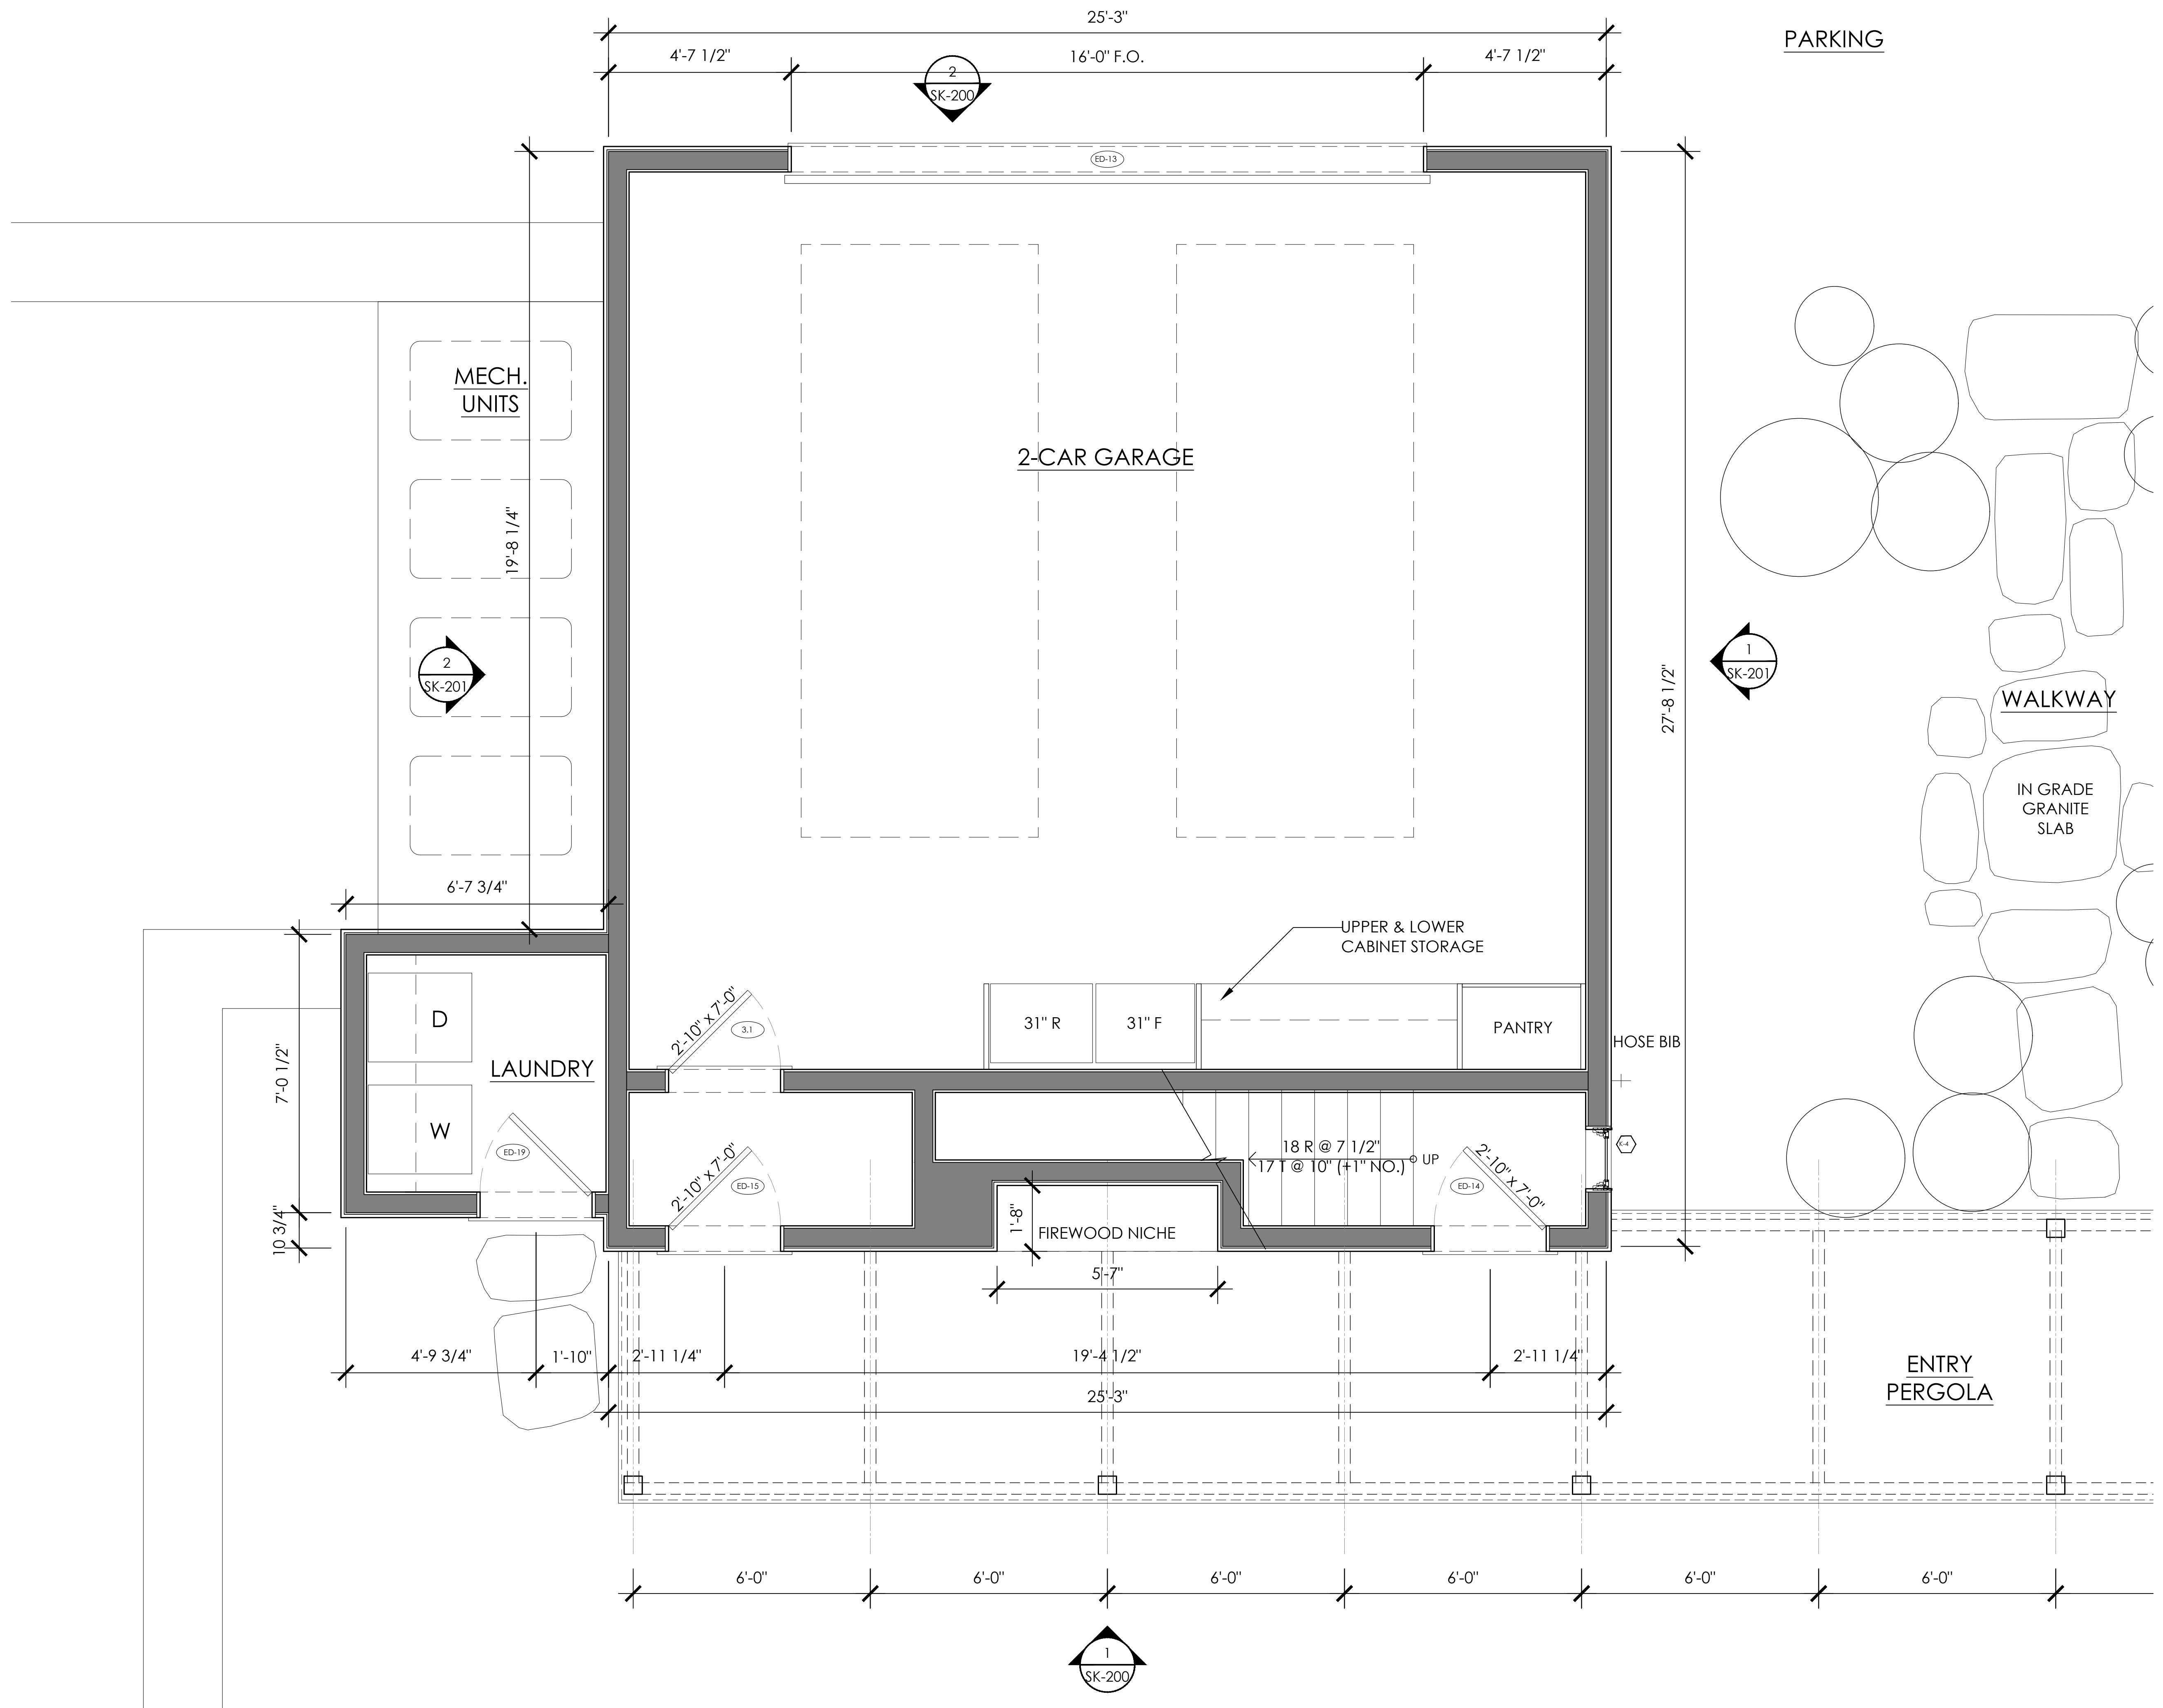 25'-3"
PARKING
4'-7 1/2"
16'-0" F.O.
4'-7 1/2"
2
SK-200
ED-13
MECH.
UNITS
2-CAR GARAGE
19'-8 1/4"
2
SK-201
1
SK-201
27'-8 1/2"
WALKWAY
IN GRADE
GRANITE
SLAB
6'-7 3/4"
UPPER & LOWER
CABINET STORAGE
D
2'-10" x 7'-0"
3.1
31" R
31" F
PANTRY
HOSE BIB
LAUNDRY
7'-0 1/2"
W
ED-19
2'-10" x 7'-0"
ED-15
18 R @ 7 1/2"
17 T @ 10" (+1" NO.)
UP
2'-10" x 7'-0"
ED-14
K-4
10 3/4"
1'-8"
FIREWOOD NICHE
5'-7"
4'-9 3/4"
1'-10"
2'-11 1/4"
19'-4 1/2"
2'-11 1/4"
ENTRY
PERGOLA
25'-3"
6'-0"
6'-0"
6'-0"
6'-0"
6'-0"
6'-0"
1
SK-200